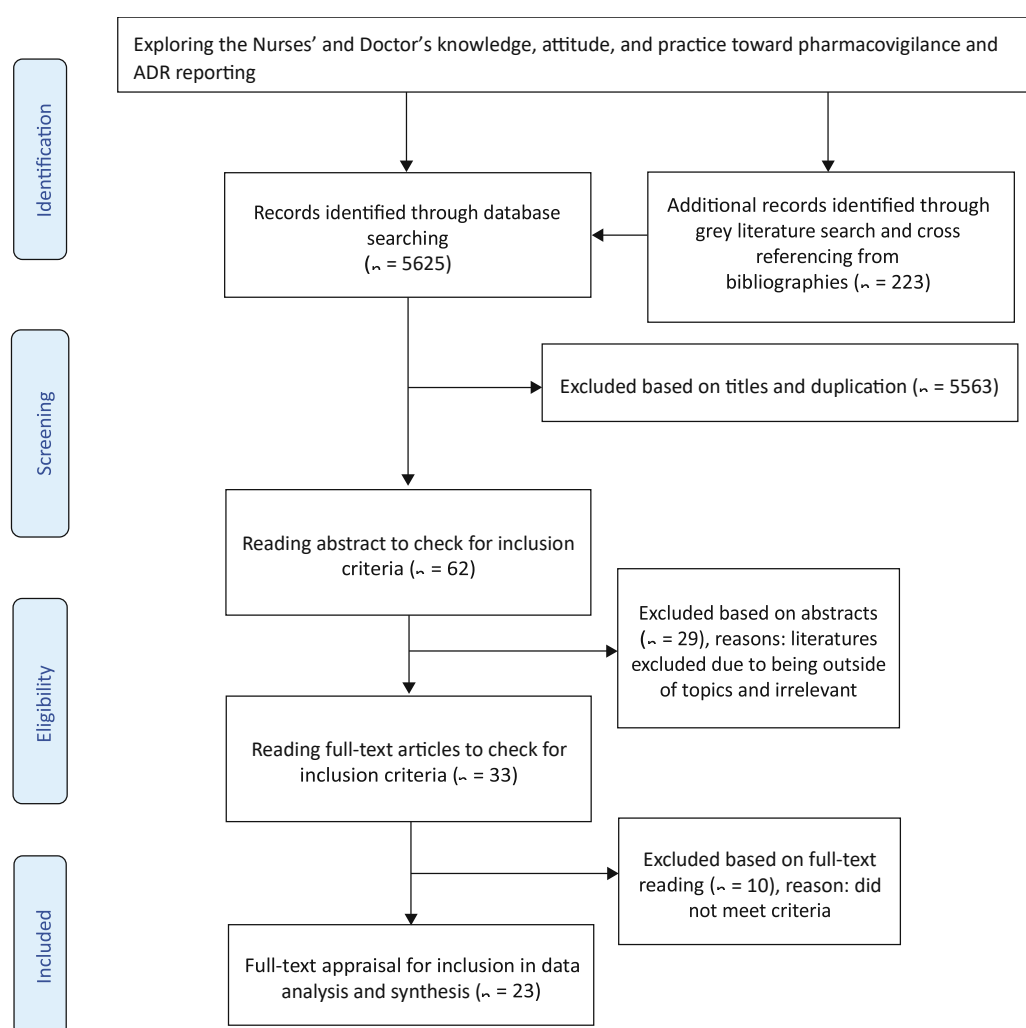 Exploring the Nurses’ and Doctor’s knowledge, attitude, and practice toward pharmacovigilance and
ADR reporting
Identification
Records identified through database
searching
(n = 5625)
Additional records identified through
grey literature search and cross
referencing from
bibliographies (n = 223)
Screening
Excluded based on titles and duplication (n = 5563)
Reading abstract to check for inclusion
criteria (n = 62)
Eligibility
Excluded based on abstracts
(n = 29), reasons: literatures
excluded due to being outside
of topics and irrelevant
Reading full-text articles to check for
inclusion criteria (n = 33)
Included
Excluded based on full-text
reading (n = 10), reason: did
not meet criteria
Full-text appraisal for inclusion in data
analysis and synthesis (n = 23)